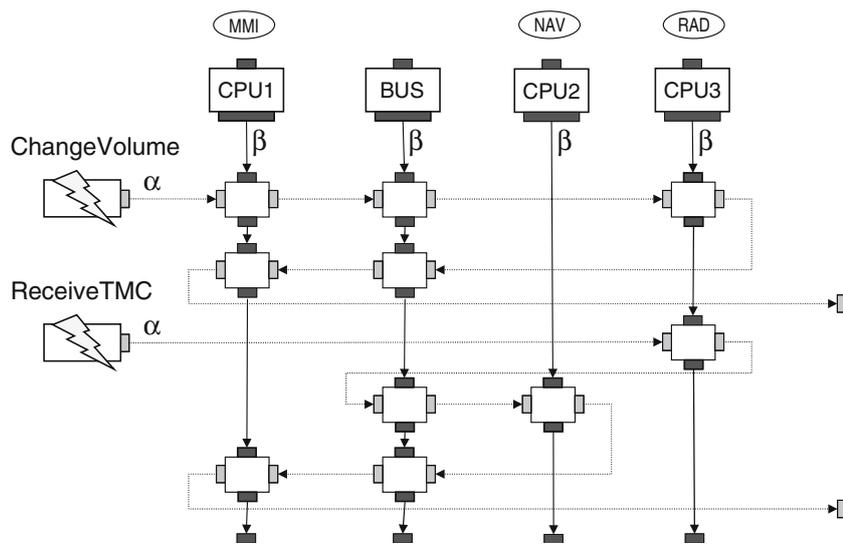 MMI NAV RAD
CPU1 BUS CPU2 CPU3
β β β β
ChangeVolume
α
ReceiveTMC
α